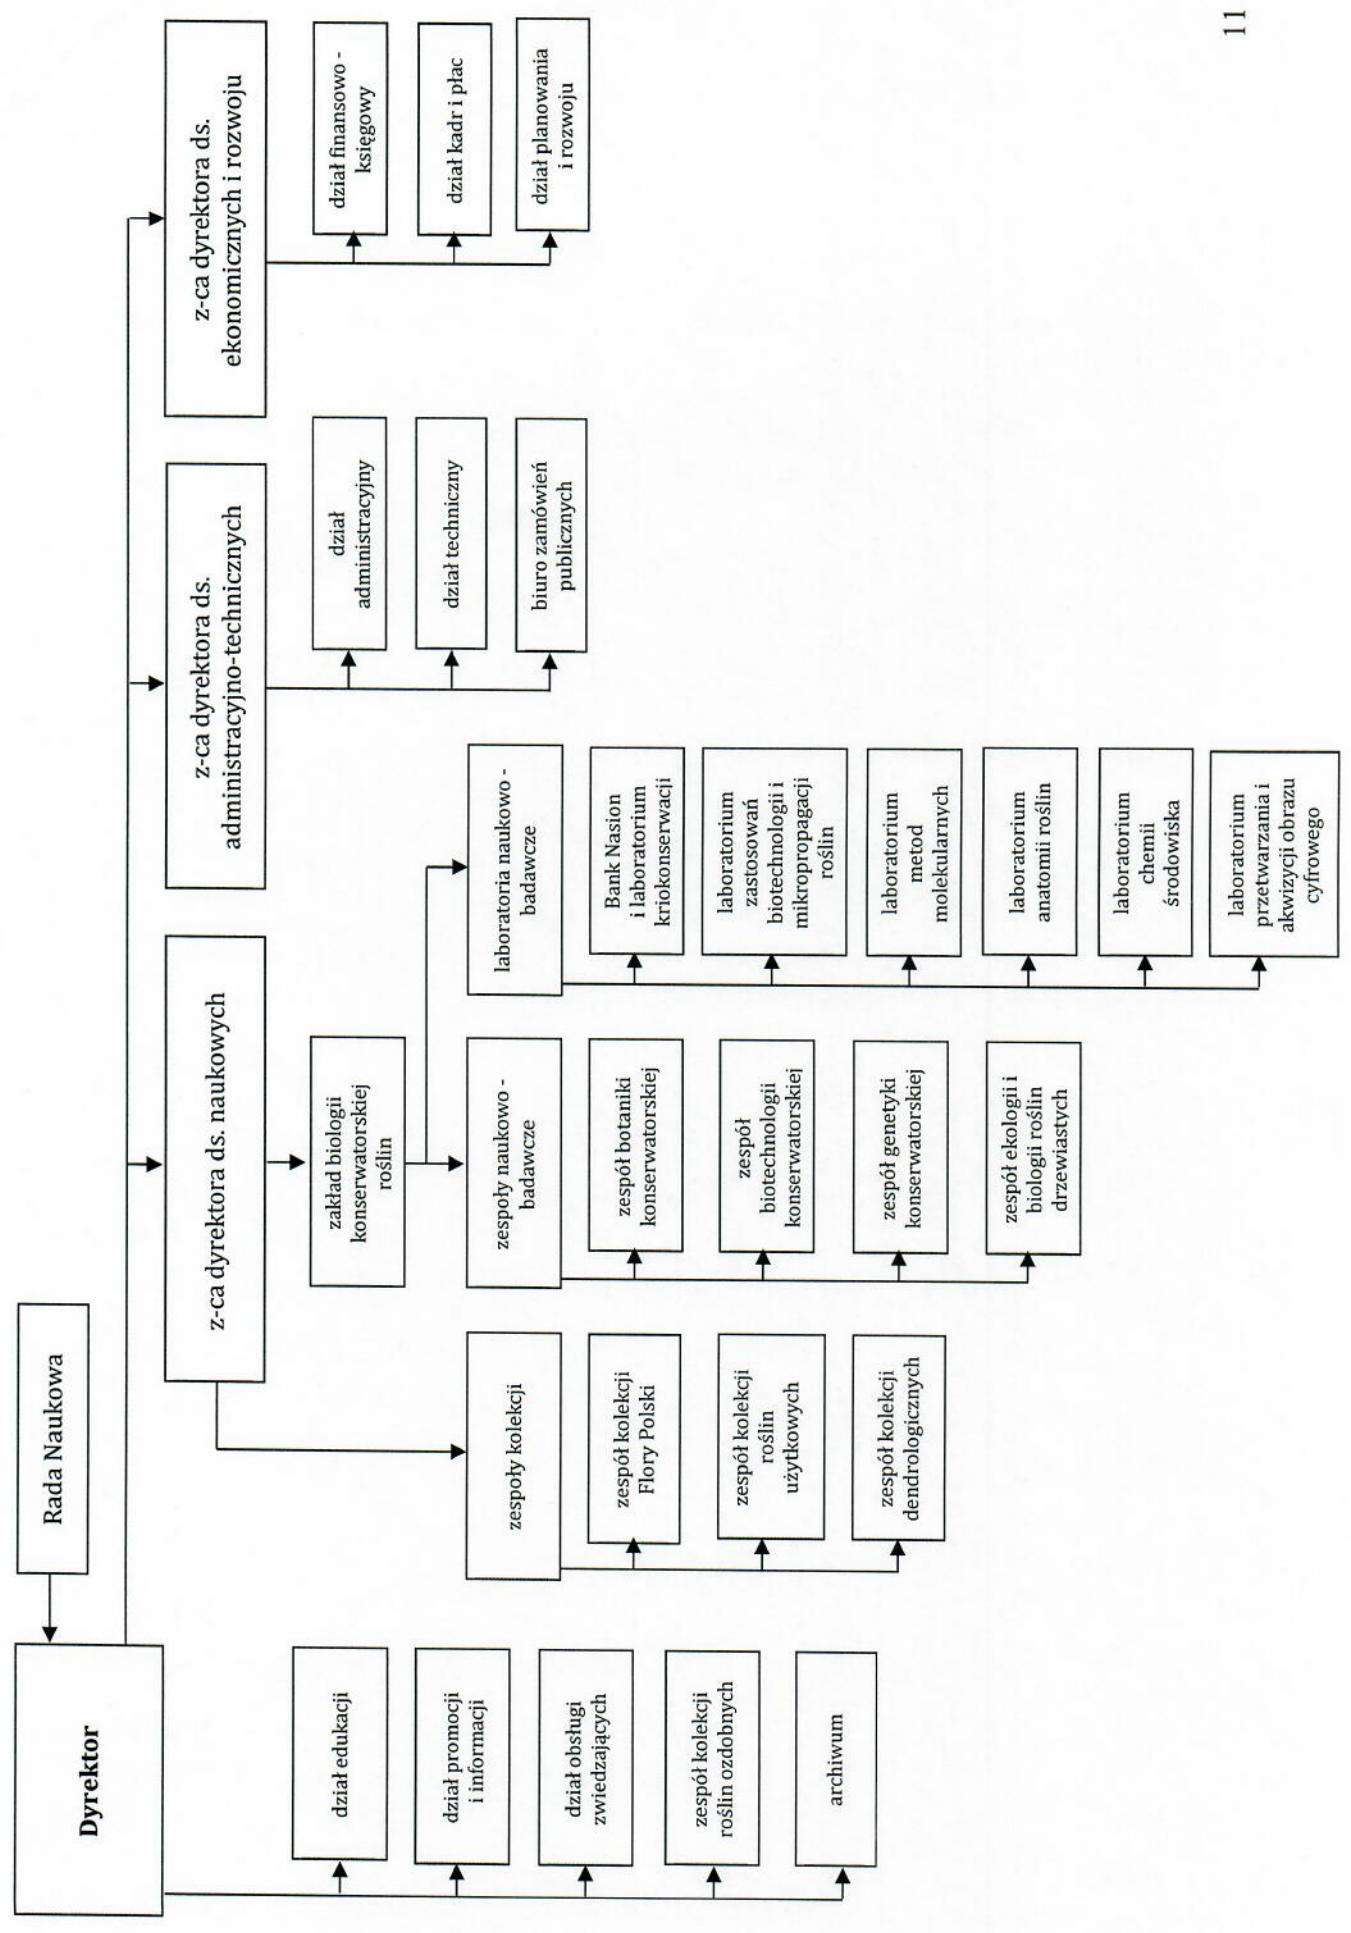 Rada Naukowa
Dyrektor
z-ca dyrektora ds. naukowych
z-ca dyrektora ds.
administracyjno-technicznych
z-ca dyrektora ds.
ekonomicznych i rozwoju
dział edukacji
dział promocji
i informacji
dział obsługi
zwiedzających
zespół kolekcji
roślin ozdobnych
archiwum
zespoły kolekcji
zespół kolekcji
Flory Polski
zespół kolekcji
roślin
użytkowych
zespół kolekcji
dendrologicznych
zakład biologii
konserwatorskiej
roślin
zespoły naukowo -
badawcze
zespół botaniki
konserwatorskiej
zespół
biotechnologii
konserwatorskiej
zespół genetyki
konserwatorskiej
zespół ekologii i
biologii roślin
drzewiastych
laboratoria naukowo -
badawcze
Bank Nasion
i laboratorium
kriokonserwacji
laboratorium
zastosowań
biotechnologii i
mikropropagacji
roślin
laboratorium
metod
molekularnych
laboratorium
anatomii roślin
laboratorium
chemii
środowiska
laboratorium
przetwarzania i
akwizycji obrazu
cyfrowego
dział
administracyjny
dział techniczny
biuro zamówień
publicznych
dział finansowo -
księgowy
dział kadr i płac
dział planowania
i rozwoju
11